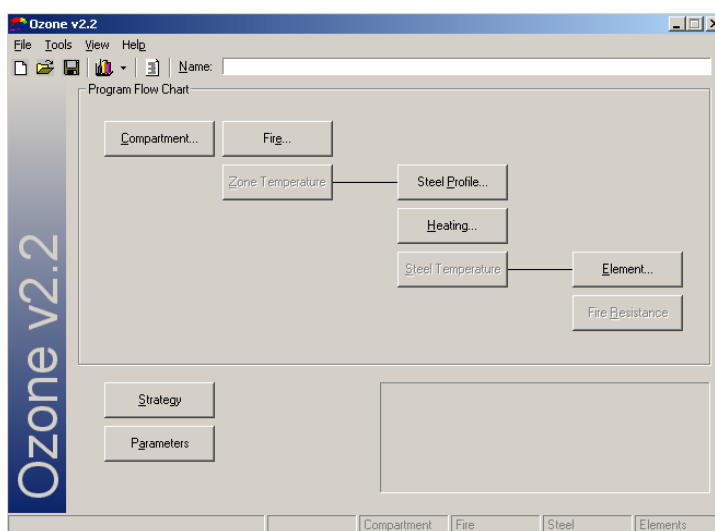 Ozone v2.2
File Tools View Help
Name:
Program Flow Chart
Compartment... Fire...
Zone Temperature Steel Profile...
Heating...
Steel Temperature Element...
Fire Resistance
Strategy
Parameters
Ozone v2.2
Compartment Fire Steel Elements